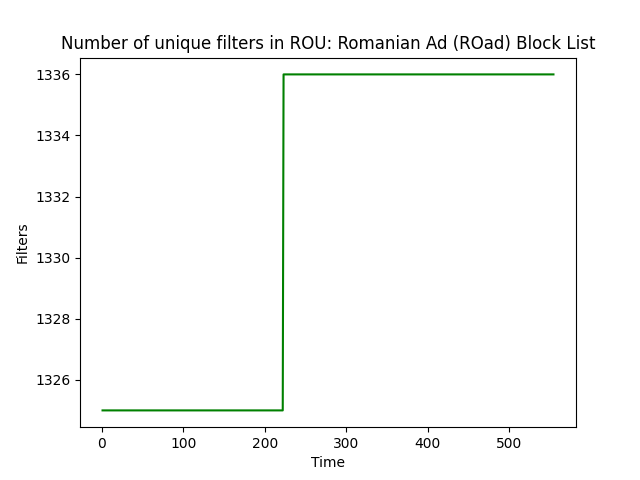 Number of unique filters in ROU: Romanian Ad (ROad) Block List
1336
1334
1332
1330
1328
1326
Filters
0 100 200 300 400 500
Time